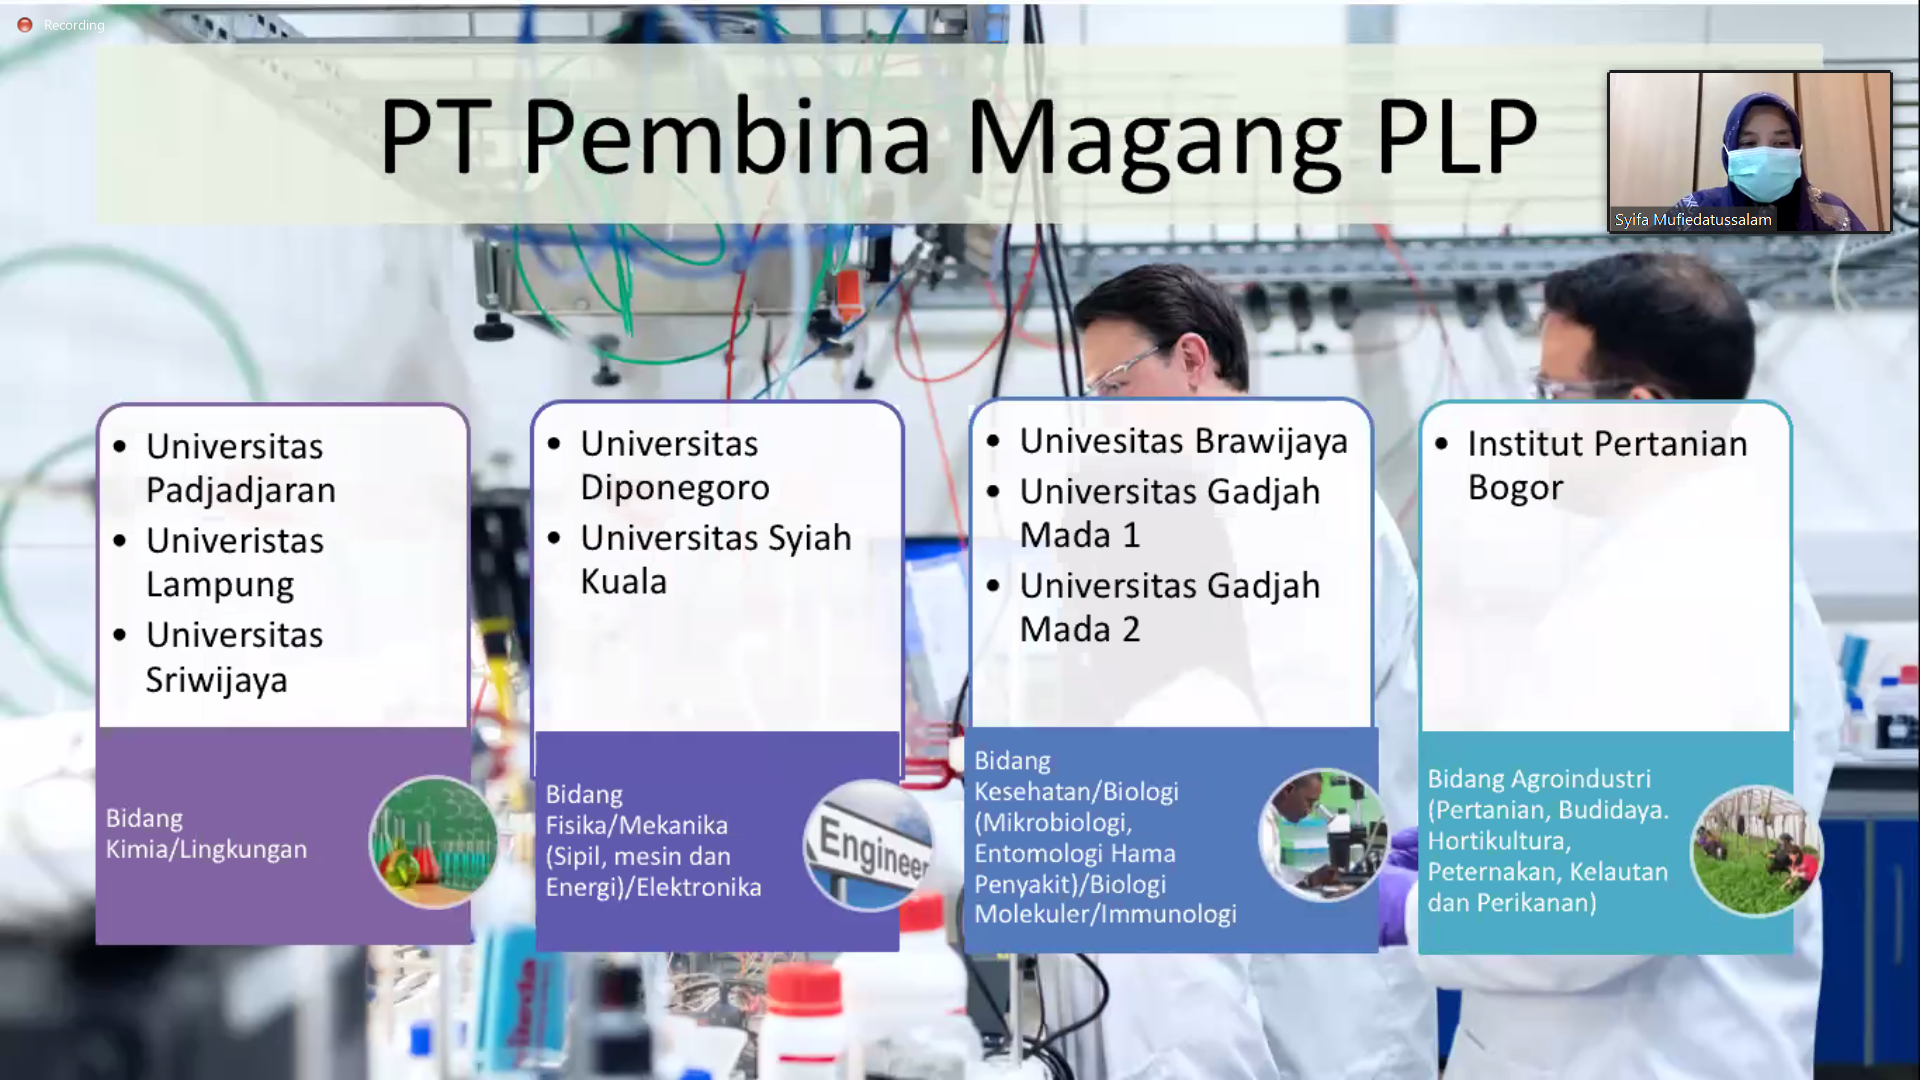 Recording
PT Pembina Magang PLP
Syifa Mufiedatussalam
• Universitas
Padjadjaran
• Univeristas
Lampung
• Universitas
Sriwijaya
Bidang
Kimia/Lingkungan
• Universitas
Diponegoro
• Universitas Syiah
Kuala
Bidang
Fisika/Mekanika
(Sipil, mesin dan
Energi)/Elektronika
Engineer
• Univesitas Brawijaya
• Universitas Gadjah
Mada 1
• Universitas Gadjah
Mada 2
Bidang
Kesehatan/Biologi
(Mikrobiologi,
Entomologi Hama
Penyakit)/Biologi
Molekuler/Immunologi
• Institut Pertanian
Bogor
Bidang Agroindustri
(Pertanian, Budidaya.
Hortikultura,
Peternakan, Kelautan
dan Perikanan)